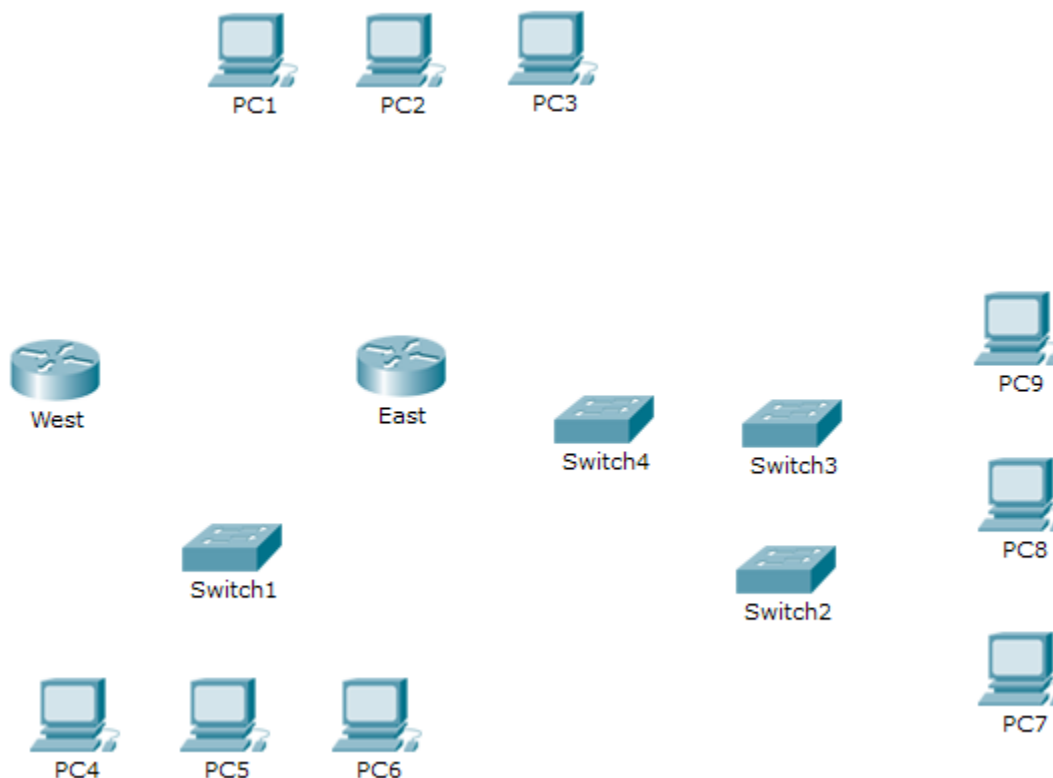 PC1
PC2
PC3
West
East
PC9
Switch4
Switch3
PC8
Switch1
Switch2
PC7
PC4
PC5
PC6